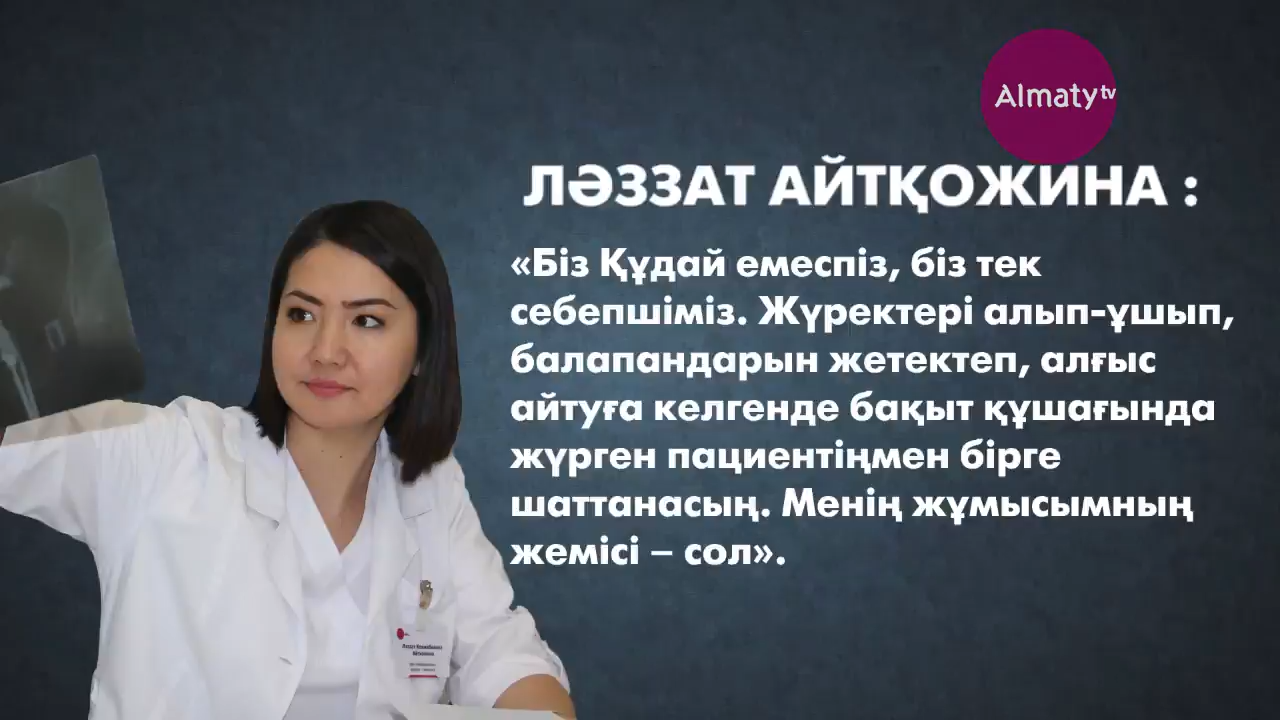 Almaty tv
ЛӘЗЗАТ АЙТҚОЖИНА :
«Біз Құдай емеспіз, біз тек
себепшіміз. Жүректері алып-ұшып,
балапандарын жетектеп, алғыс
айтуға келгенде бақыт құшағында
жүрген пациентіңмен бірге
шаттанасың. Менің жұмысымның
жемісі – сол».